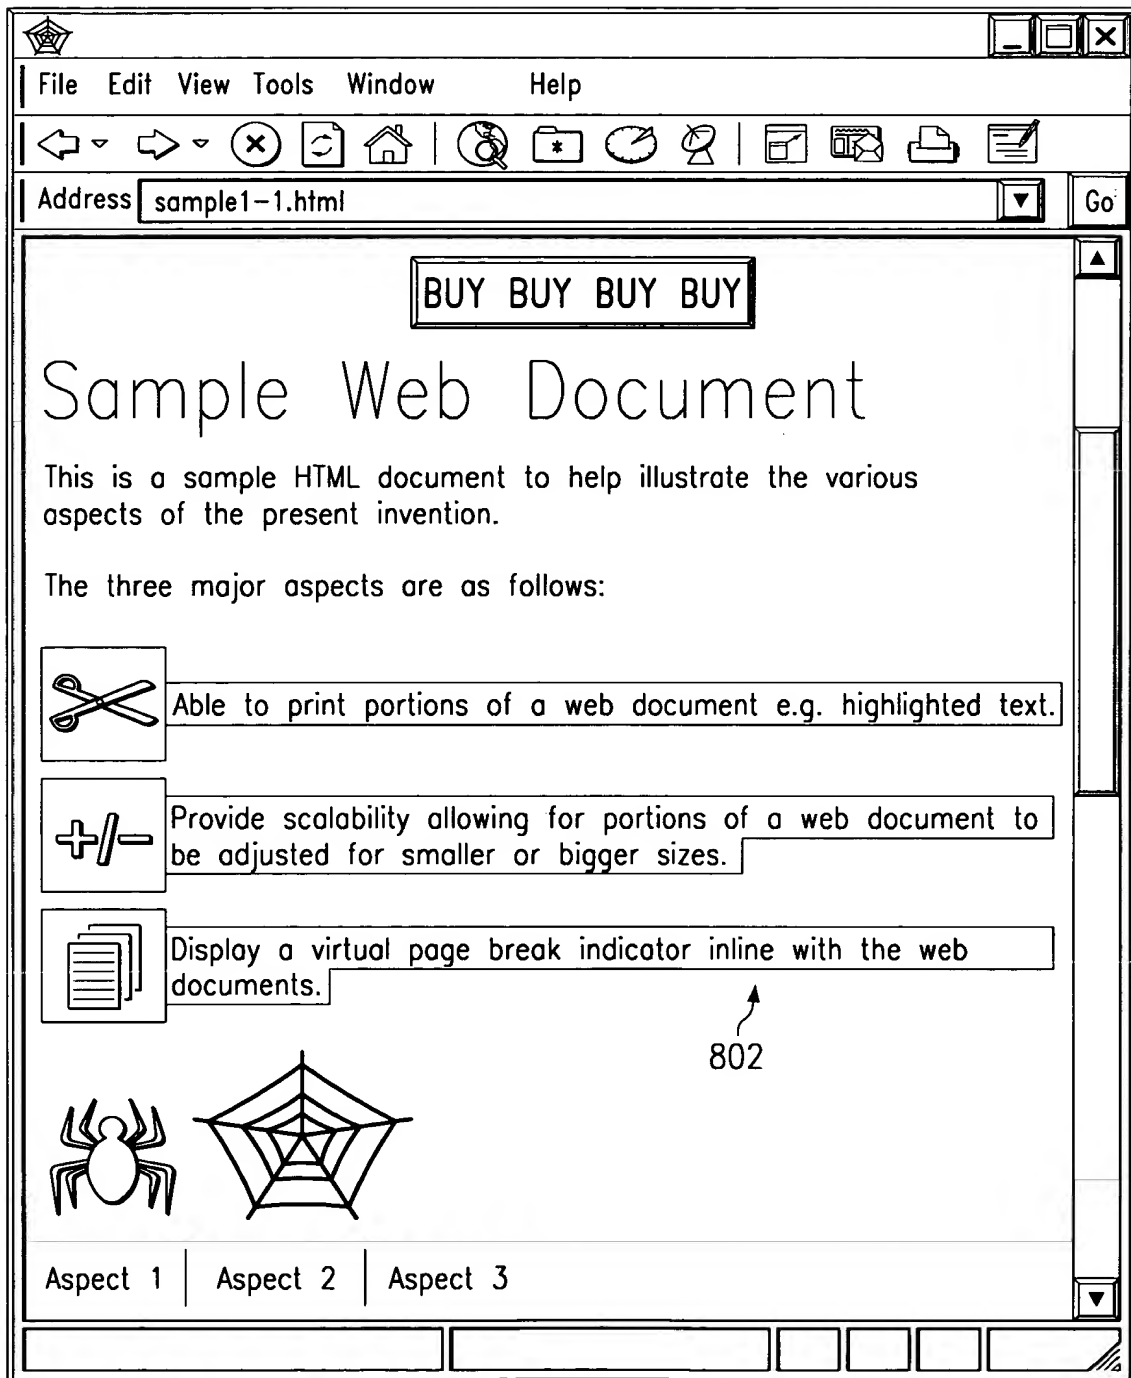 File Edit View Tools Window Help
Address sample1-1.html Go
BUY BUY BUY BUY
Sample Web Document
This is a sample HTML document to help illustrate the various
aspects of the present invention.
The three major aspects are as follows:
Able to print portions of a web document e.g. highlighted text.
+/-
Provide scalability allowing for portions of a web document to
be adjusted for smaller or bigger sizes.
Display a virtual page break indicator inline with the web
documents.
802
Aspect 1 Aspect 2 Aspect 3